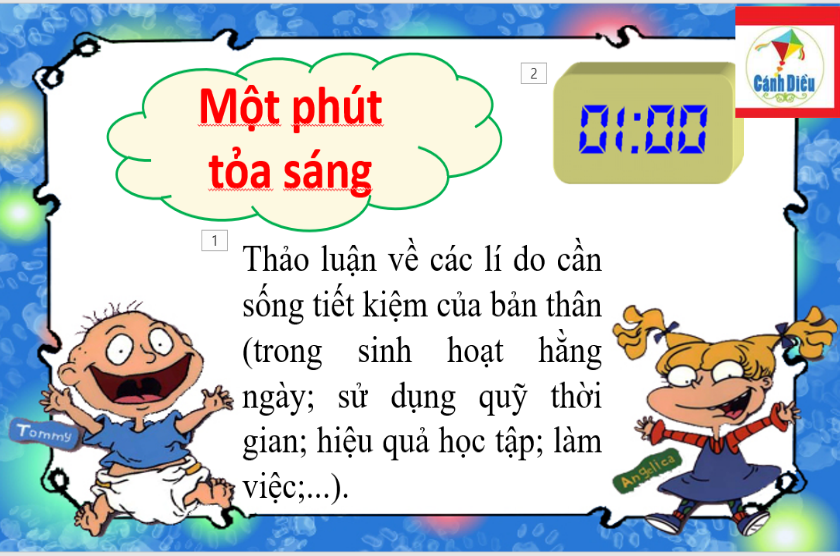 Một phút
tỏa sáng
2
01:00
Cánh Diều
1
Thảo luận về các lí do cần
sống tiết kiệm của bản thân
(trong sinh hoạt hằng
ngày; sử dụng quỹ thời
gian; hiệu quả học tập; làm
việc;...).
Tommy
Angelica